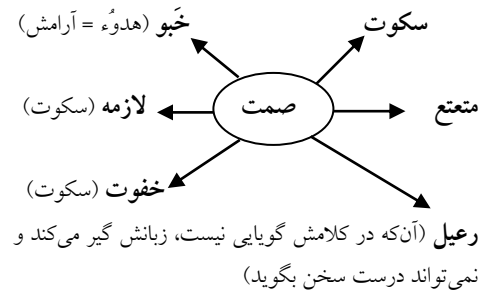 سکوت
خَبو (هدوُء = آرامش)
صمت
متعتع
لازمه (سکوت)
خفوت (سکوت)
رعیل (آن‌که در کلامش گویایی نیست، زبانش گیر می‌کند و
نمی‌تواند درست سخن بگوید)